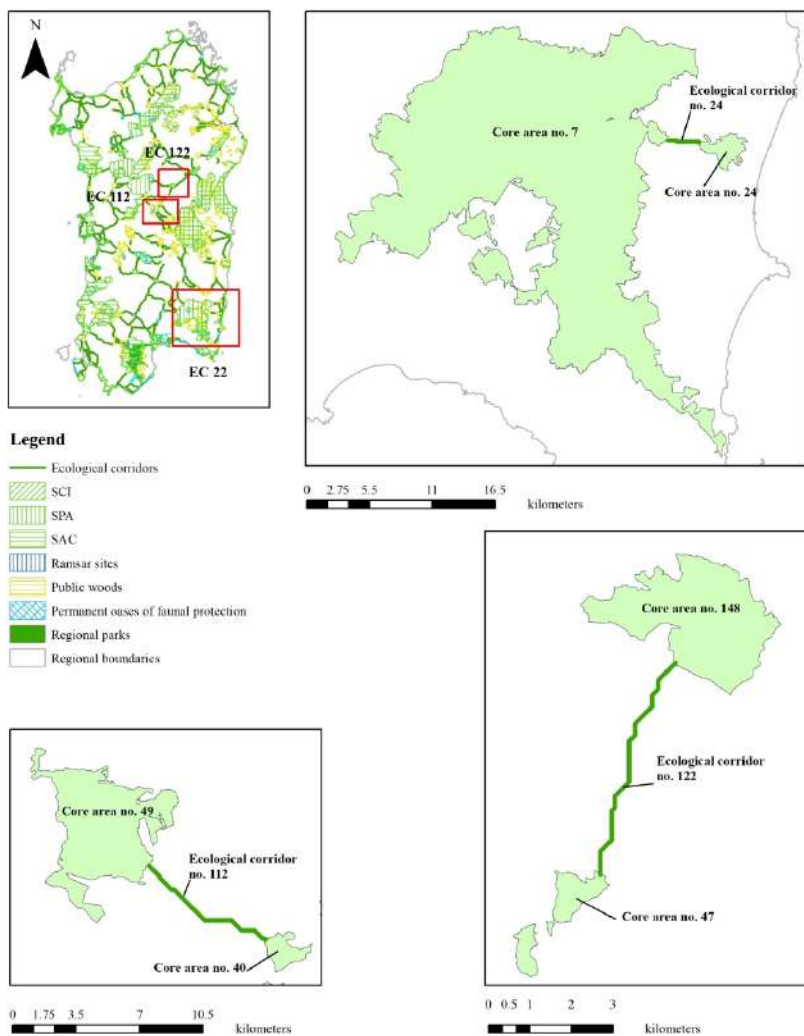 N
EC 122
EC 112
EC 22
Core area no. 7
Ecological corridor
no. 24
Core area no. 24
0 2.75 5.5 11 16.5
kilometers
Legend
Ecological corridors
SCI
SPA
SAC
Ramsar sites
Public woods
Permanent oases of faunal protection
Regional parks
Regional boundaries
Core area no. 148
Ecological corridor
no. 122
Core area no. 47
0 0.5 1 2 3
kilometers
Core area no. 49
Ecological corridor
no. 112
Core area no. 40
0 1.75 3.5 7 10.5
kilometers